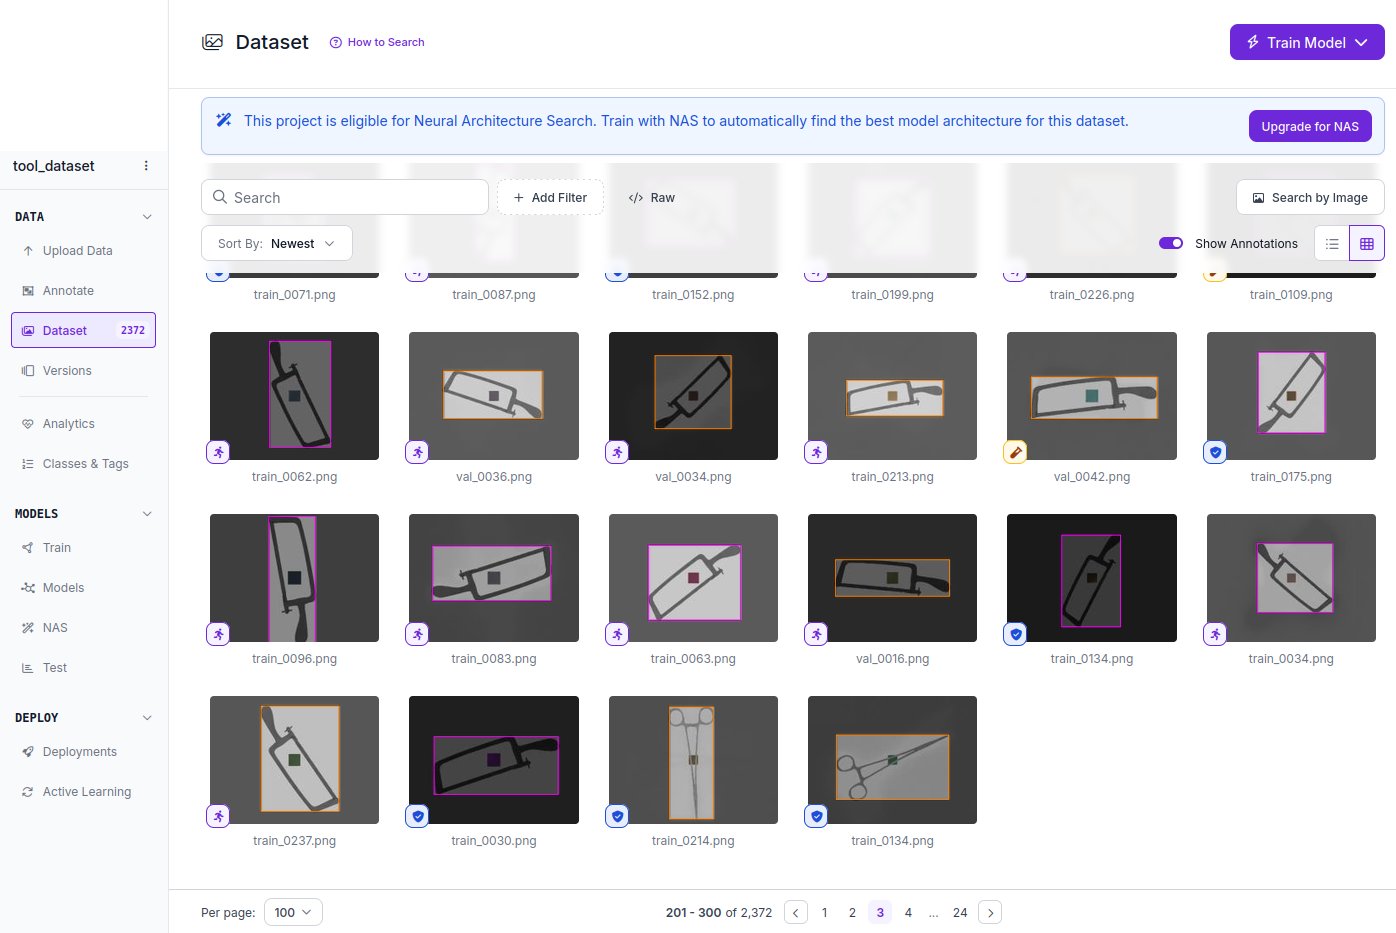 Dataset
How to Search
Train Model
This project is eligible for Neural Architecture Search. Train with NAS to automatically find the best model architecture for this dataset.
Upgrade for NAS
tool_dataset
DATA
Upload Data
Annotate
Dataset 2372
Versions
Analytics
Classes & Tags
MODELS
Train
Models
NAS
Test
DEPLOY
Deployments
Active Learning
Search
Add Filter
</> Raw
Search by Image
Sort By: Newest
Show Annotations
train_0071.png
train_0087.png
train_0152.png
train_0199.png
train_0226.png
train_0109.png
train_0062.png
val_0036.png
val_0034.png
train_0213.png
val_0042.png
train_0175.png
train_0096.png
train_0083.png
train_0063.png
val_0016.png
train_0134.png
train_0034.png
train_0237.png
train_0030.png
train_0214.png
train_0134.png
Per page: 100
201 - 300 of 2,372
1 2 3 4 ... 24